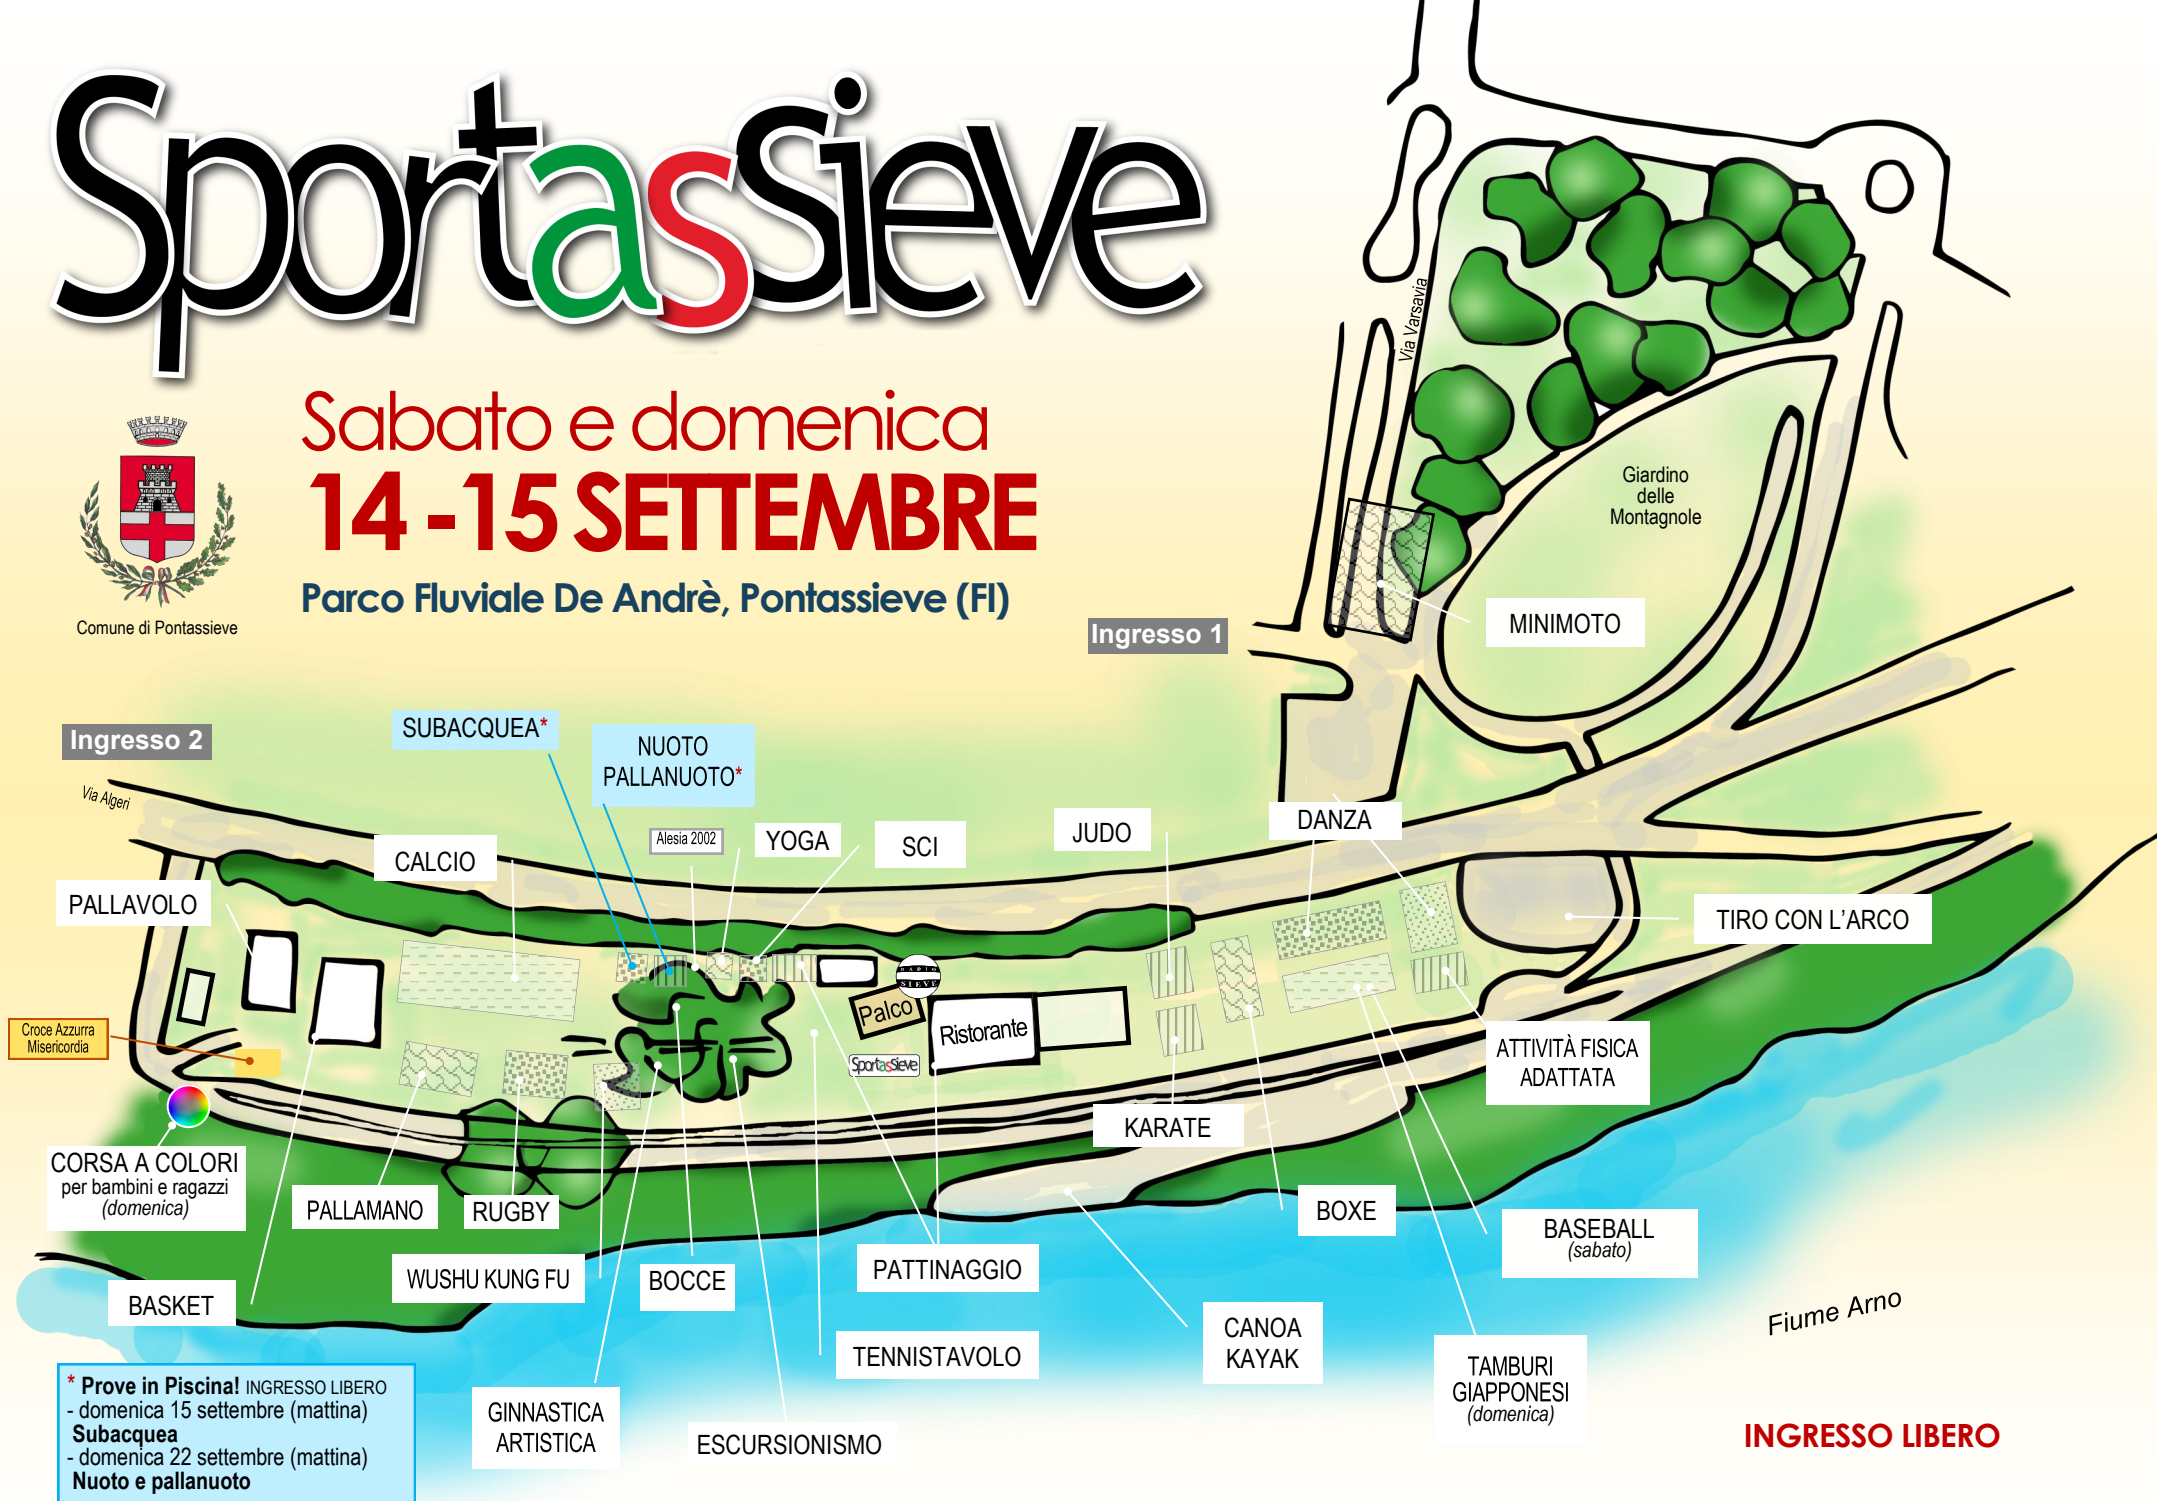 Sportassieve
Sabato e domenica
14 -15 SETTEMBRE
Parco Fluviale De Andrè, Pontassieve (FI)
Comune di Pontassieve
Via Varsavia
Giardino
delle
Montagnole
MINIMOTO
Ingresso 1
Ingresso 2
Via Algeri
SUBACQUEA*
NUOTO
PALLANUOTO*
Alesia 2002
YOGA
SCI
JUDO
DANZA
CALCIO
PALLAVOLO
TIRO CON L'ARCO
RADIO
SIEVE
Palco
Ristorante
Sportassieve
Croce Azzurra
Misericordia
ATTIVITÀ FISICA
ADATTATA
KARATE
CORSA A COLORI
per bambini e ragazzi
(domenica)
PALLAMANO
RUGBY
BOXE
BASEBALL
(sabato)
WUSHU KUNG FU
BOCCE
PATTINAGGIO
BASKET
CANOA
KAYAK
Fiume Arno
TENNISTAVOLO
TAMBURI
GIAPPONESI
(domenica)
GINNASTICA
ARTISTICA
ESCURSIONISMO
INGRESSO LIBERO
* Prove in Piscina! INGRESSO LIBERO
- domenica 15 settembre (mattina)
Subacquea
- domenica 22 settembre (mattina)
Nuoto e pallanuoto